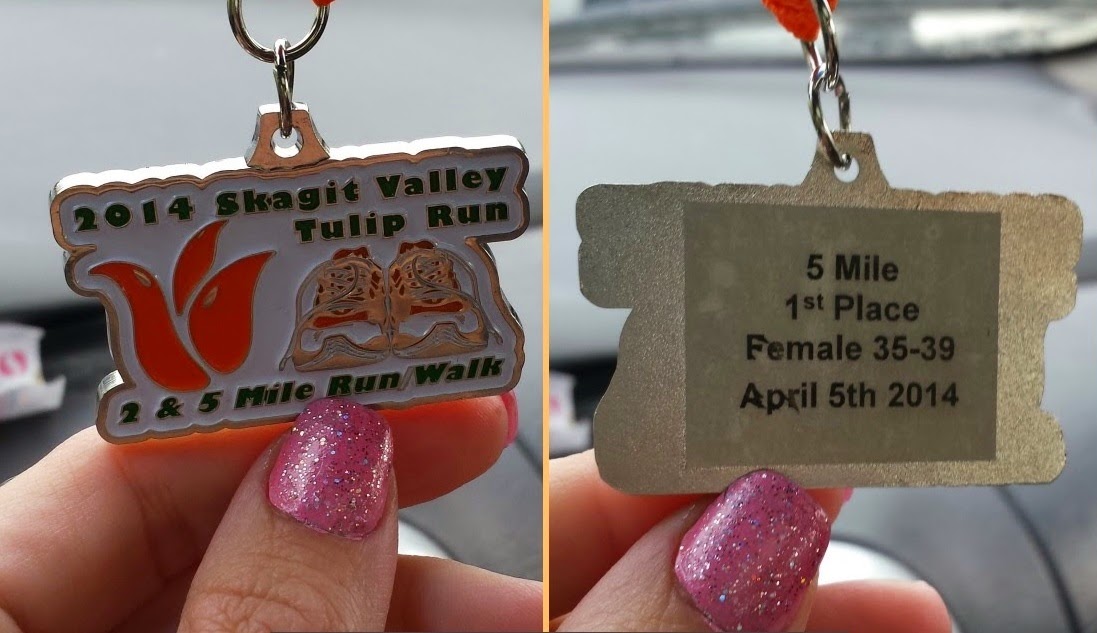 2014 Skagit Valley
Tulip Run
2 & 5 Mile Run/Walk
5 Mile
1st Place
Female 35-39
April 5th 2014